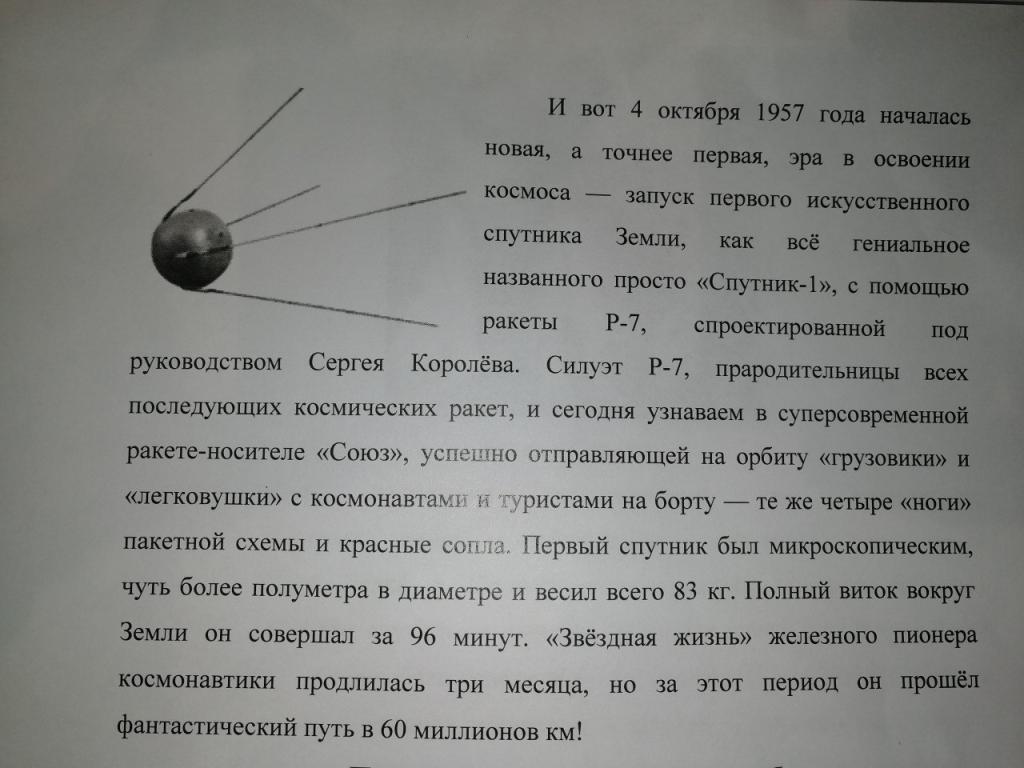 И вот 4 октября 1957 года началась
новая, а точнее первая, эра в освоении
космоса — запуск первого искусственного
спутника Земли, как всё гениальное
названного просто «Спутник-1», с помощью
ракеты Р-7, спроектированной под
руководством Сергея Королёва. Силуэт Р-7, прародительницы всех
последующих космических ракет, и сегодня узнаваем в суперсовременной
ракете-носителе «Союз», успешно отправляющей на орбиту «грузовики» и
«легковушки» с космонавтами и туристами на борту — те же четыре «ноги»
пакетной схемы и красные сопла. Первый спутник был микроскопическим,
чуть более полуметра в диаметре и весил всего 83 кг. Полный виток вокруг
Земли он совершал за 96 минут. «Звёздная жизнь» железного пионера
космонавтики продлилась три месяца, но за этот период он прошёл
фантастический путь в 60 миллионов км!